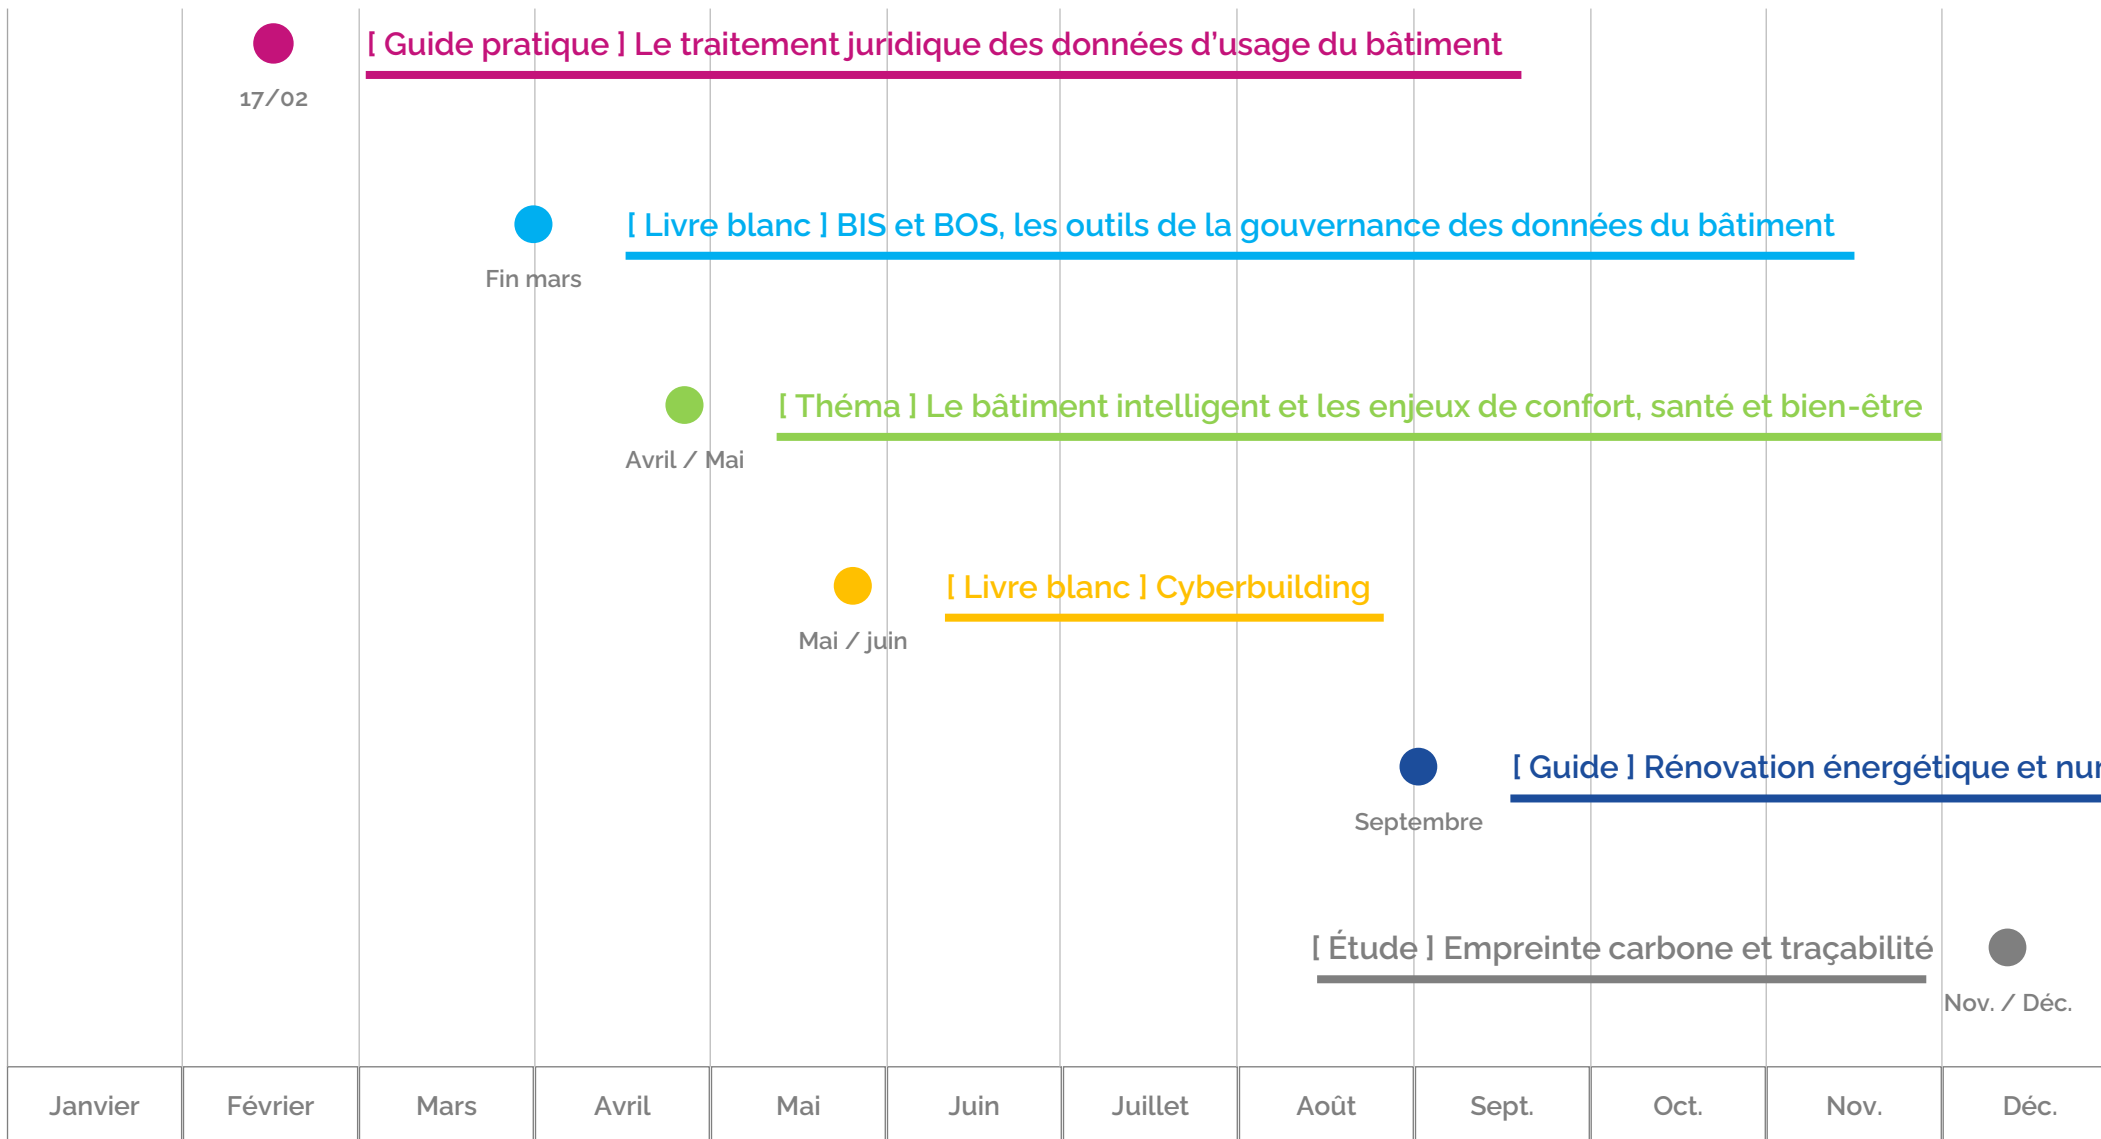 [ Guide pratique ] Le traitement juridique des données d’usage du bâtiment
17/02
[ Livre blanc ] BIS et BOS, les outils de la gouvernance des données du bâtiment
Fin mars
[ Théma ] Le bâtiment intelligent et les enjeux de confort, santé et bien-être
Avril / Mai
[ Livre blanc ] Cyberbuilding
Mai / juin
[ Guide ] Rénovation énergétique et
Septembre
[ Étude ] Empreinte carbone et traçabilité
Nov. / Déc.
Janvier Février Mars Avril Mai Juin Juillet Août Sept. Oct. Nov. Déc.